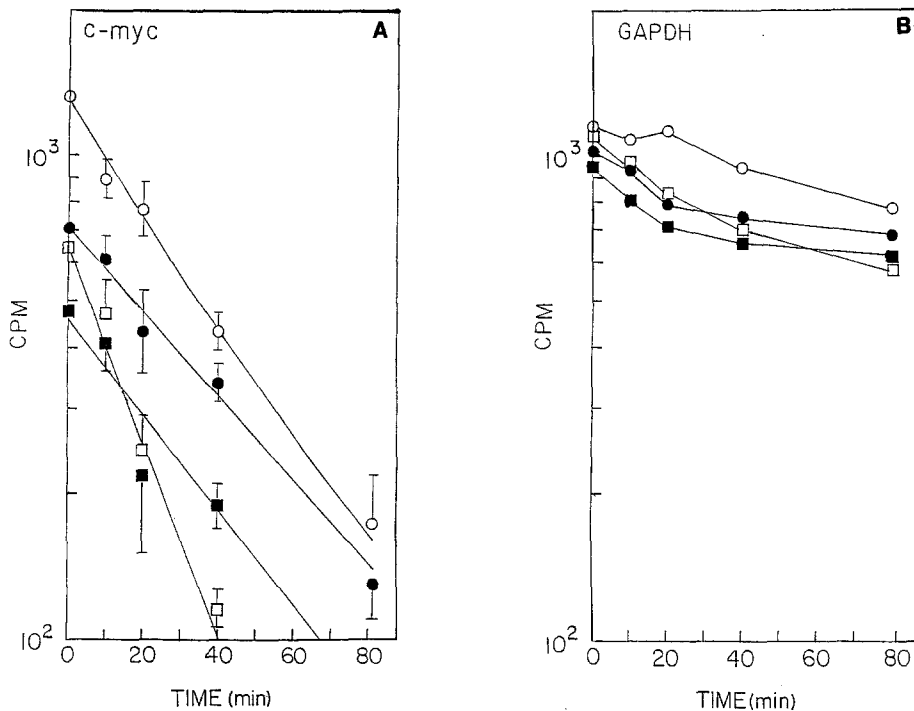 c-myc A
10³
CPM
10²
0 20 40 60 80
TIME (min)
GAPDH B
10³
CPM
10²
0 20 40 60 80
TIME(min)